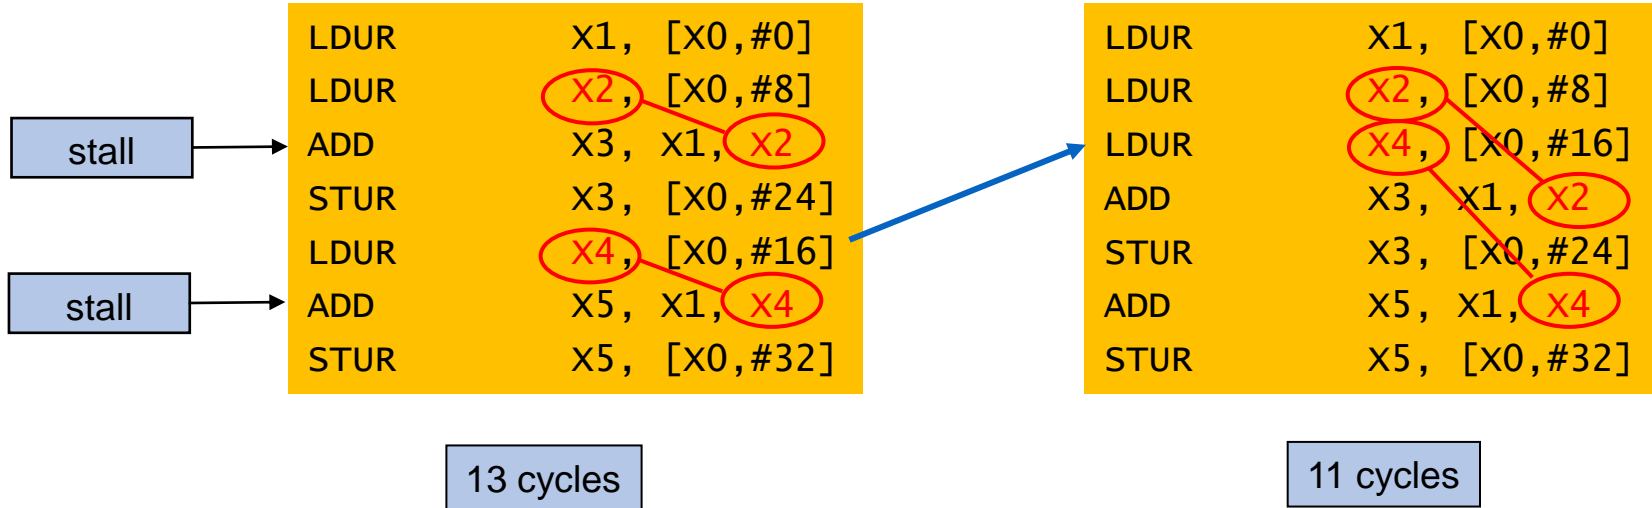 LDUR X1, [X0,#0]
LDUR X2, [X0,#8]
stall
ADD X3, X1, X2
STUR X3, [X0,#24]
LDUR X4, [X0,#16]
stall
ADD X5, X1, X4
STUR X5, [X0,#32]
13 cycles
LDUR X1, [X0,#0]
LDUR X2, [X0,#8]
LDUR X4, [X0,#16]
ADD X3, X1, X2
STUR X3, [X0,#24]
ADD X5, X1, X4
STUR X5, [X0,#32]
11 cycles